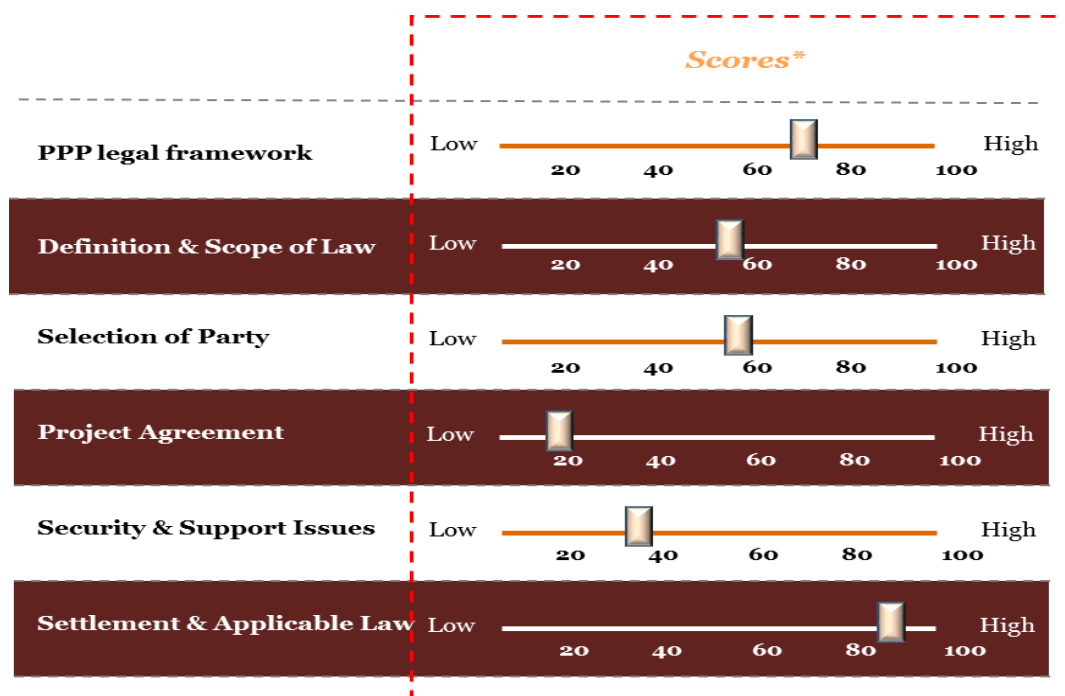 Scores*
PPP legal framework Low High
20 40 60 80 100
Definition & Scope of Law Low High
20 40 60 80 100
Selection of Party Low High
20 40 60 80 100
Project Agreement Low High
20 40 60 80 100
Security & Support Issues Low High
20 40 60 80 100
Settlement & Applicable Law Low High
20 40 60 80 100